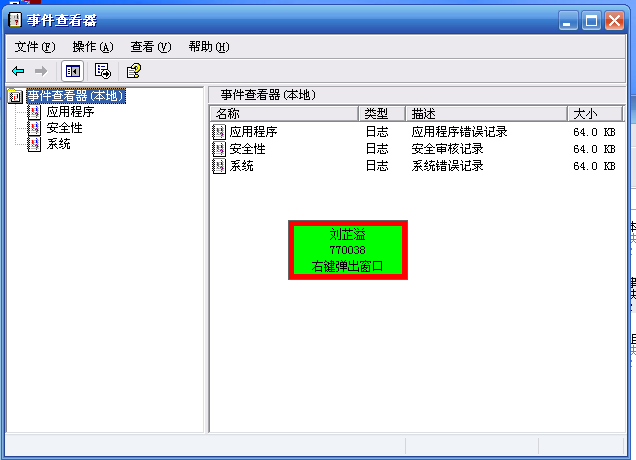 事件查看器
文件(F) 操作(A) 查看(V) 帮助(H)
事件查看器(本地)
应用程序
安全性
系统
事件查看器(本地)
名称 类型 描述 大小
应用程序 日志 应用程序错误记录 64.0 KB
安全性 日志 安全审核记录 64.0 KB
系统 日志 系统错误记录 64.0 KB
刘芷溢
770038
右键弹出窗口